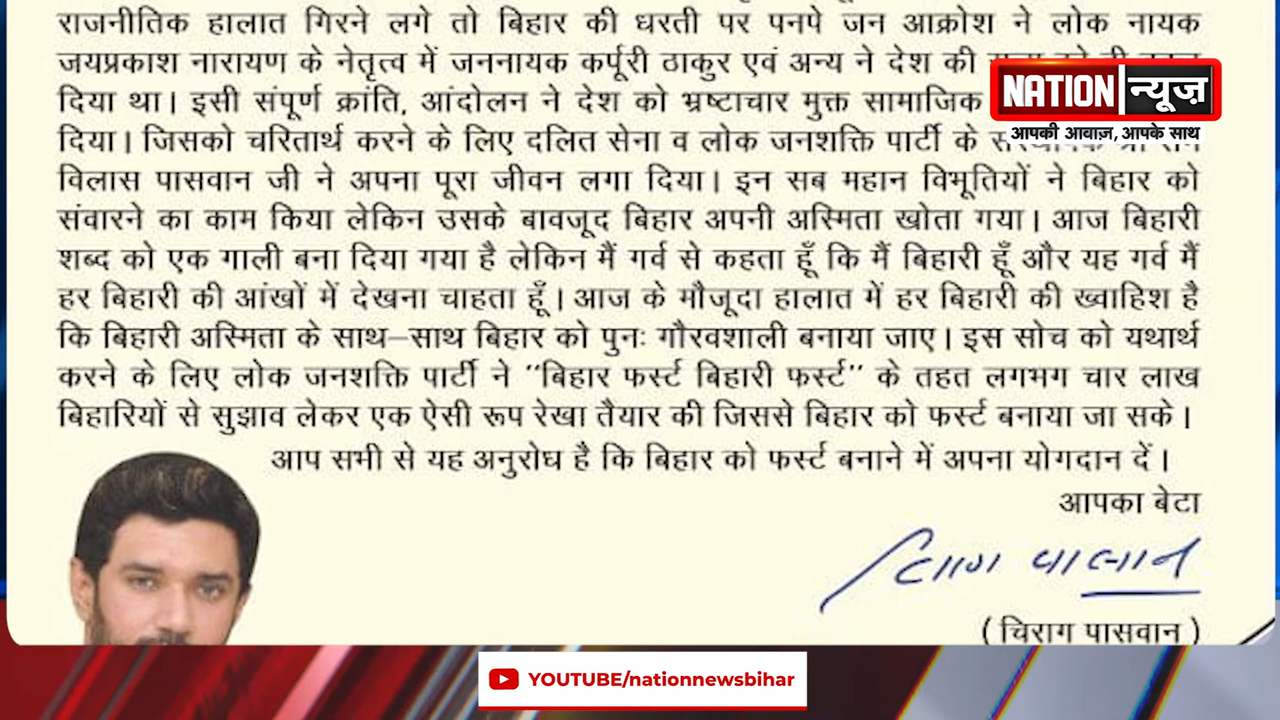 राजनीतिक हालात गिरने लगे तो बिहार की धरती पर पनपे जन आक्रोश ने लोक नायक
जयप्रकाश नारायण के नेतृत्व में जननायक कर्पूरी ठाकुर एवं अन्य ने देश की
दिया था। इसी संपूर्ण क्रांति, आंदोलन ने देश को भ्रष्टाचार मुक्त सामाजिक
दिया। जिसको चरितार्थ करने के लिए दलित सेना व लोक जनशक्ति पार्टी के
विलास पासवान जी ने अपना पूरा जीवन लगा दिया। इन सब महान विभूतियों ने बिहार को
संवारने का काम किया लेकिन उसके बावजूद बिहार अपनी अस्मिता खोता गया। आज बिहारी
शब्द को एक गाली बना दिया गया है लेकिन मैं गर्व से कहता हूँ कि मैं बिहारी हूँ और यह गर्व मैं
हर बिहारी की आंखों में देखना चाहता हूँ। आज के मौजूदा हालात में हर बिहारी की ख्वाहिश है
कि बिहारी अस्मिता के साथ–साथ बिहार को पुनः गौरवशाली बनाया जाए। इस सोच को यथार्थ
करने के लिए लोक जनशक्ति पार्टी ने "बिहार फर्स्ट बिहारी फर्स्ट" के तहत लगभग चार लाख
बिहारियों से सुझाव लेकर एक ऐसी रूप रेखा तैयार की जिससे बिहार को फर्स्ट बनाया जा सके।
आप सभी से यह अनुरोध है कि बिहार को फर्स्ट बनाने में अपना योगदान दें।
आपका बेटा
चिराग पासवान
( चिराग पासवान )
NATION न्यूज़
आपकी आवाज़, आपके साथ
YOUTUBE/nationnewsbihar